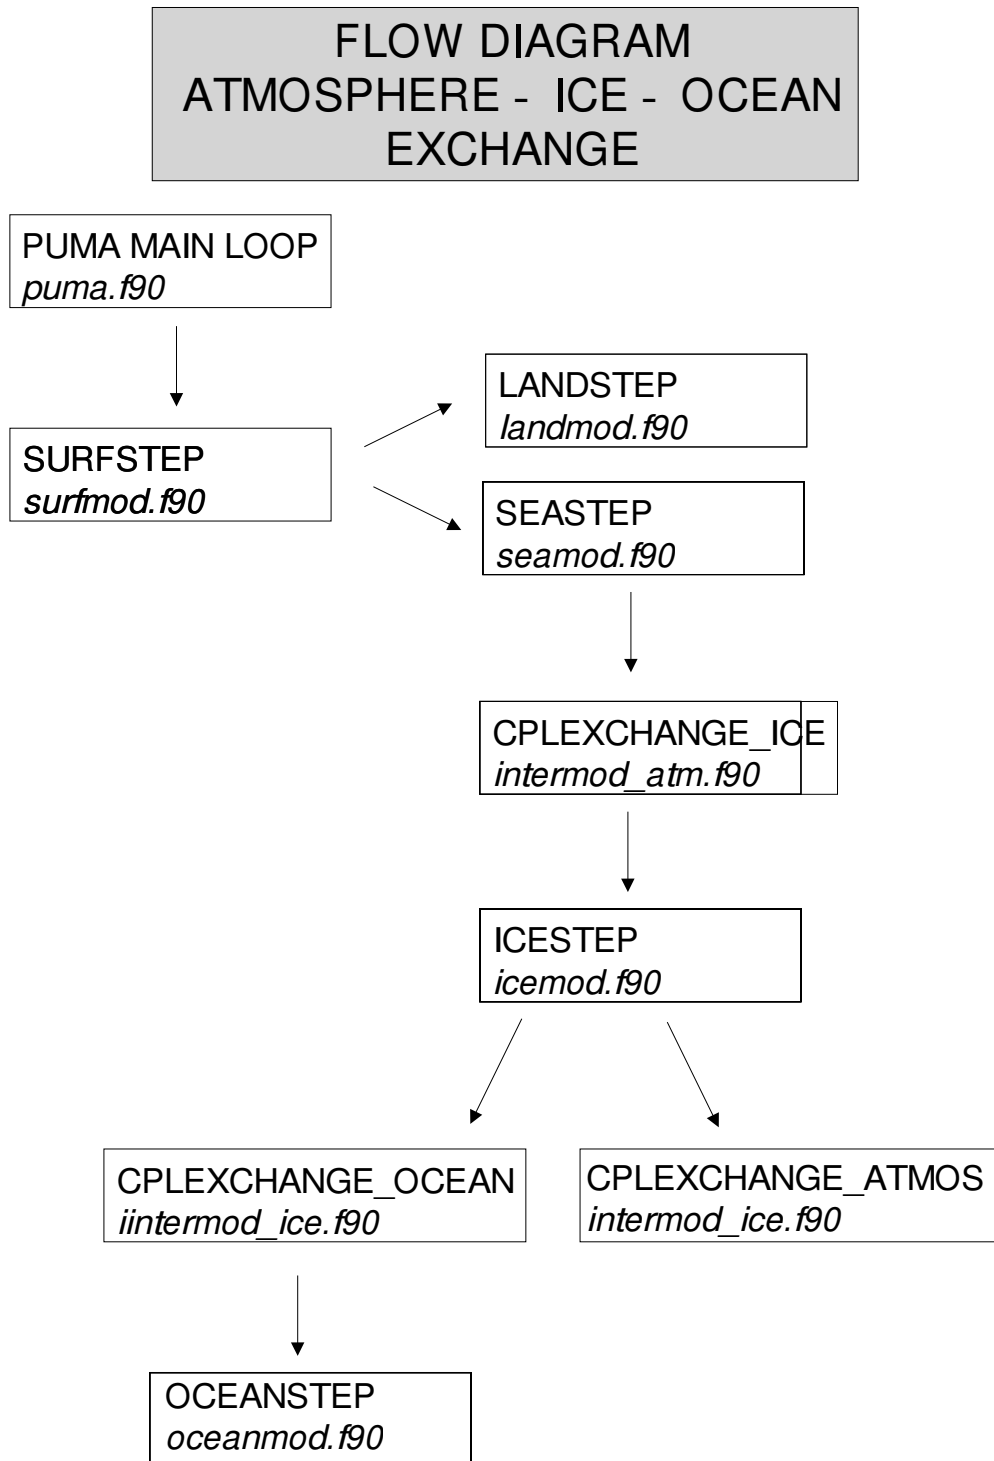 FLOW DIAGRAM
ATMOSPHERE - ICE - OCEAN
EXCHANGE
PUMA MAIN LOOP
puma.f90
LANDSTEP
landmod.f90
SURFSTEP
surfmod.f90
SEASTEP
seamod.f90
CPLEXCHANGE_ICE
intermod_atm.f90
ICESTEP
icemod.f90
CPLEXCHANGE_OCEAN
iintermod_ice.f90
CPLEXCHANGE_ATMOS
intermod_ice.f90
OCEANSTEP
oceanmod.f90